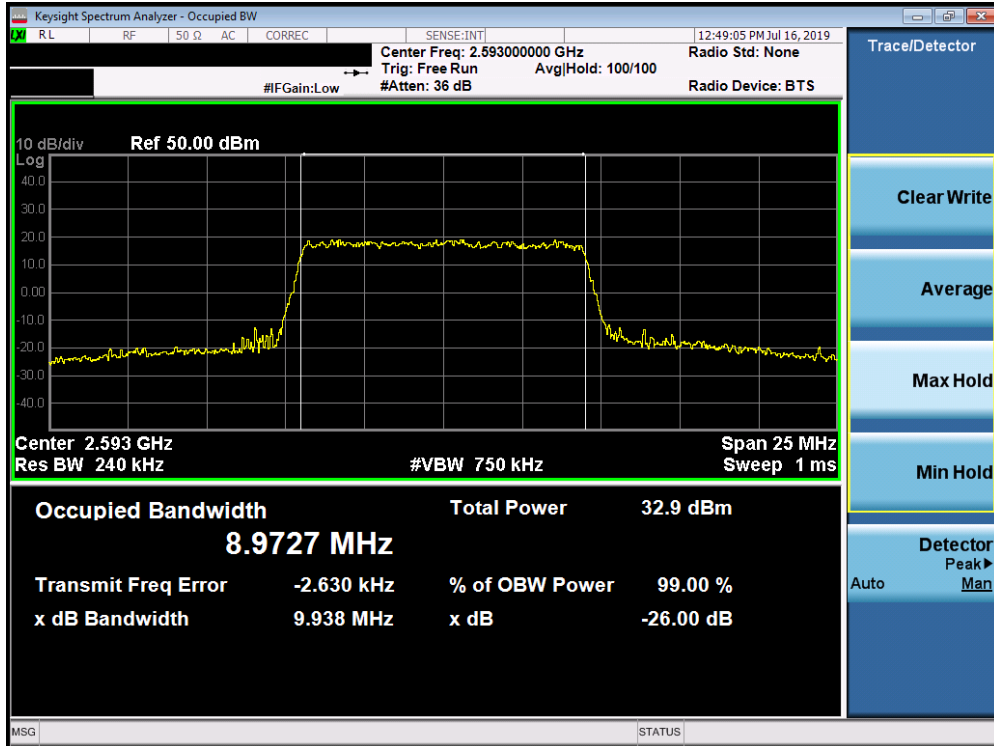 Keysight Spectrum Analyzer - Occupied BW
LXI RL RF 50 Ω AC CORREC SENSE:INT 12:49:05 PM Jul 16, 2019
Center Freq: 2.593000000 GHz Radio Std: None
Trig: Free Run Avg|Hold: 100/100
#IFGain:Low #Atten: 36 dB Radio Device: BTS
Trace/Detector
10 dB/div Ref 50.00 dBm
Log
40.0
30.0
20.0
10.0
0.00
-10.0
-20.0
-30.0
-40.0
Center 2.593 GHz Span 25 MHz
Res BW 240 kHz #VBW 750 kHz Sweep 1 ms
Occupied Bandwidth Total Power 32.9 dBm
8.9727 MHz
Transmit Freq Error -2.630 kHz % of OBW Power 99.00 %
x dB Bandwidth 9.938 MHz x dB -26.00 dB
Clear Write
Average
Max Hold
Min Hold
Detector
Peak▶
Auto Man
MSG STATUS